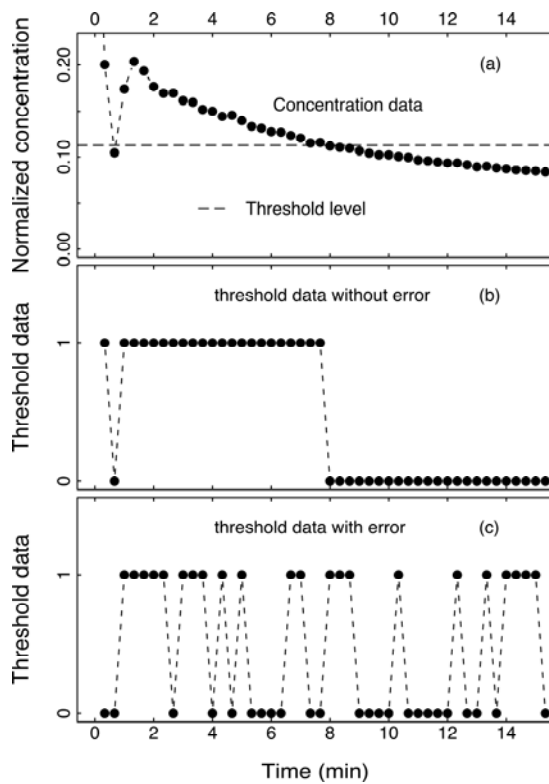 0 2 4 6 8 10 12 14
(a)
Normalized concentration
0.00 0.10 0.20
Concentration data
Threshold level
threshold data without error (b)
Threshold data
0 1
threshold data with error (c)
Threshold data
0 1
0 2 4 6 8 10 12 14
Time (min)